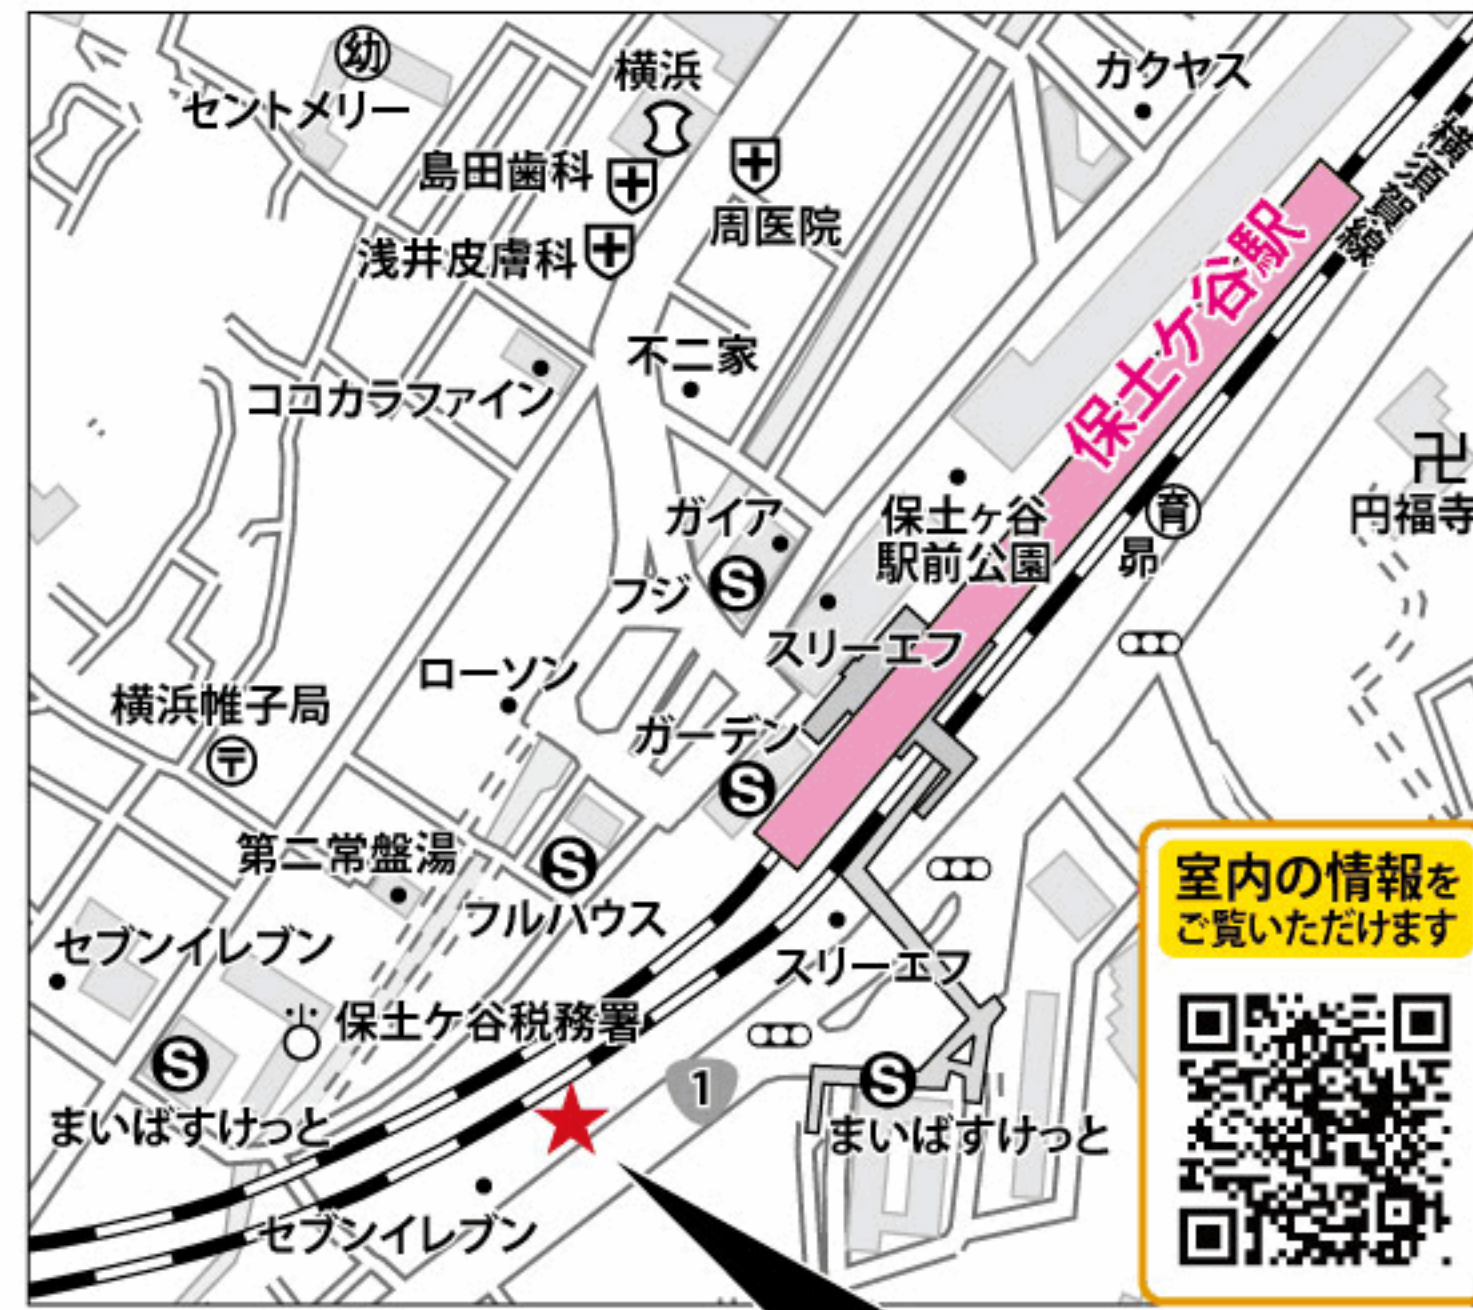 幼
セントメリー
横浜
カクヤス
島田歯科
周医院
浅井皮膚科
横須賀線
保土ケ谷駅
不二家
ココカラファイン
卍
円福寺
ガイア
保土ヶ谷
駅前公園
育
昴
フジ
S
スリーエフ
ローソン
横浜帷子局
〒
ガーデン
S
第二常盤湯
S
フルハウス
セブンイレブン
スリーエフ
保土ケ谷税務署
S
まいばすけっと
1
S
まいばすけっと
セブンイレブン
室内の情報を
ご覧いただけます